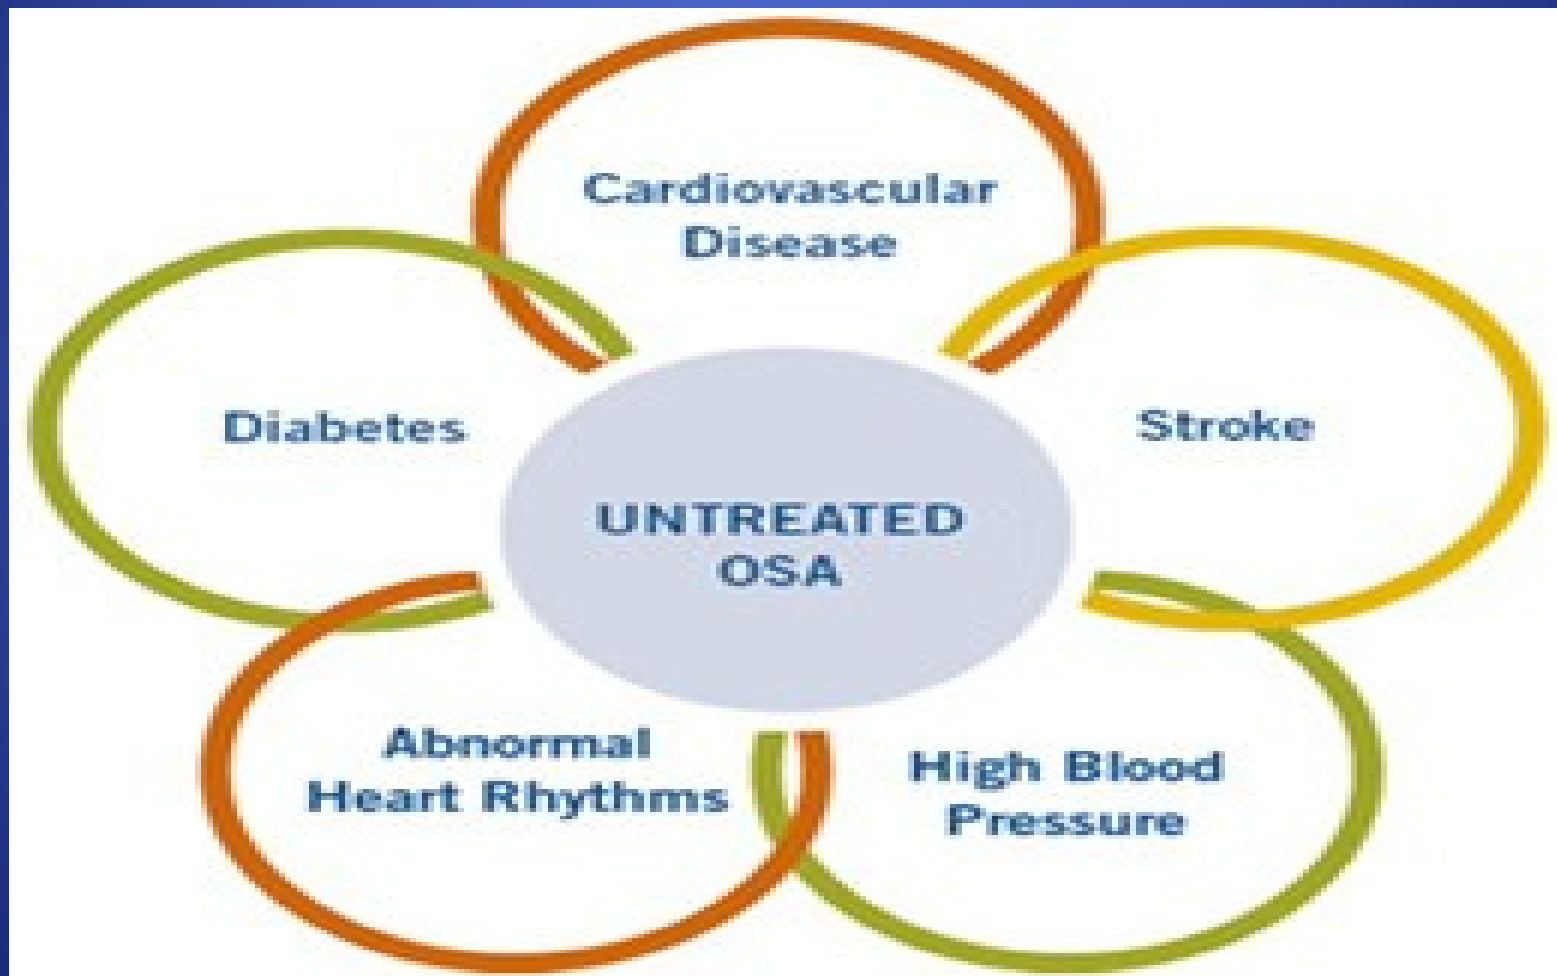 Cardiovascular
Disease
Diabetes
Stroke
UNTREATED
OSA
Abnormal
Heart Rhythms
High Blood
Pressure